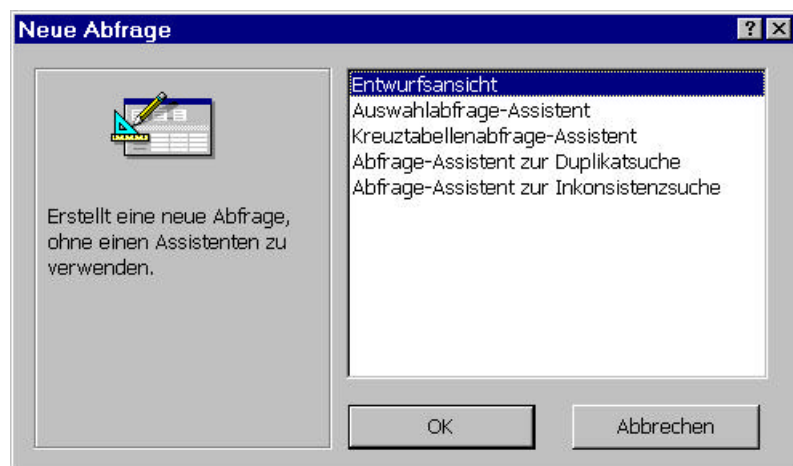 Neue Abfrage
Entwurfsansicht
Auswahlabfrage-Assistent
Kreuztabellenabfrage-Assistent
Abfrage-Assistent zur Duplikatsuche
Abfrage-Assistent zur Inkonsistenzsuche
Erstellt eine neue Abfrage,
ohne einen Assistenten zu
verwenden.
OK
Abbrechen